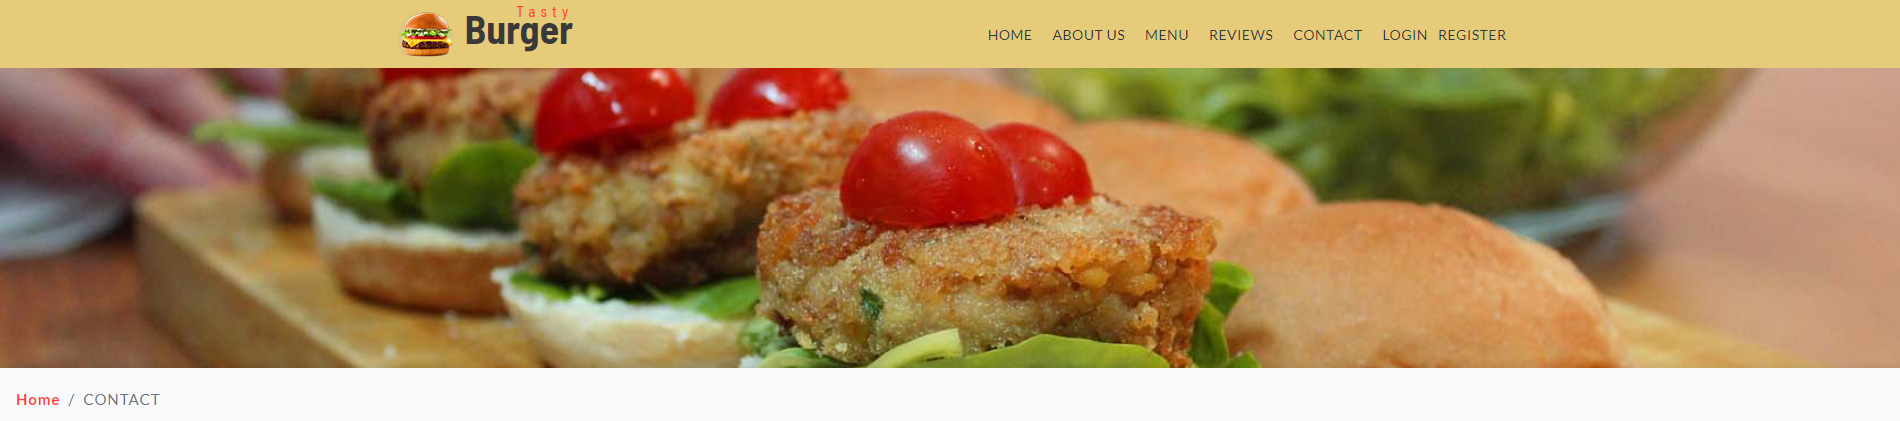 Tasty
Burger
HOME ABOUT US MENU REVIEWS CONTACT LOGIN REGISTER
Home / CONTACT